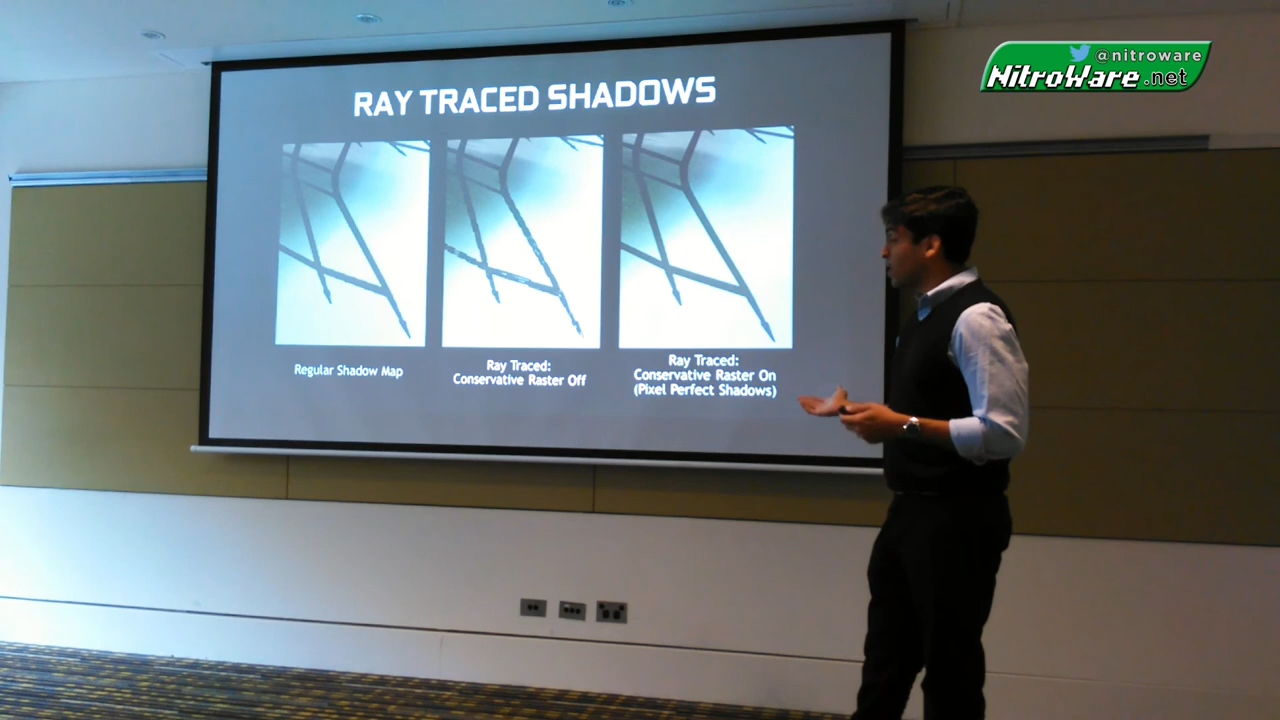 @nitroware
NitroWare.net
RAY TRACED SHADOWS
Regular Shadow Map
Ray Traced:
Conservative Raster Off
Ray Traced:
Conservative Raster On
(Pixel Perfect Shadows)